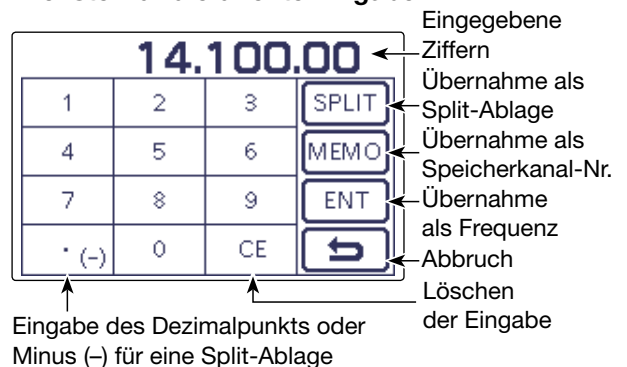 Eingegebene
Ziffern
14.100.00
1 2 3 SPLIT
Übernahme als
Split-Ablage
4 5 6 MEMO
Übernahme als
Speicherkanal-Nr.
7 8 9 ENT
Übernahme
als Frequenz
· (–) 0 CE
Abbruch
Löschen
der Eingabe
Eingabe des Dezimalpunkts oder
Minus (–) für eine Split-Ablage